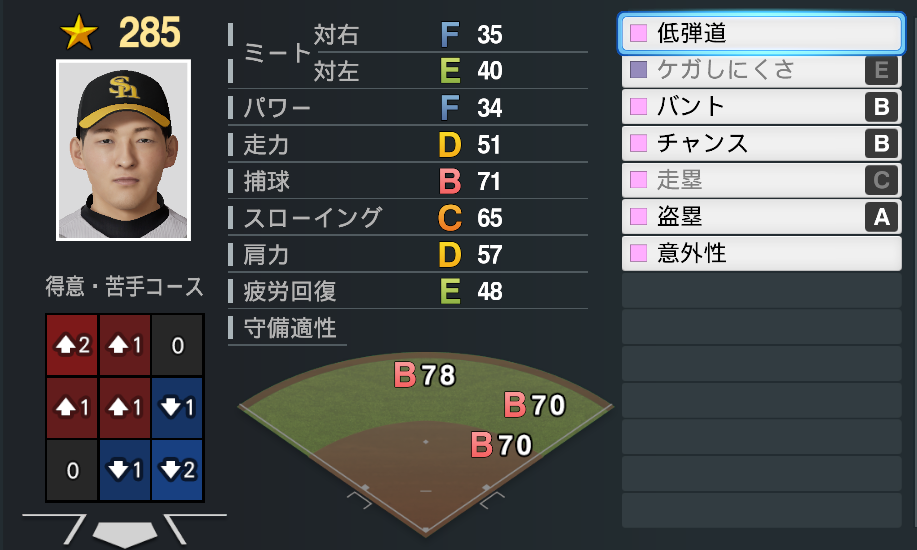 285
SH
ミート 対右 F 35
対左 E 40
パワー F 34
走力 D 51
捕球 B 71
スローイング C 65
肩力 D 57
疲労回復 E 48
守備適性
B 78
B 70
B 70
得意・苦手コース
2 1 0
1 1 1
0 1 2
低弾道
ケガしにくさ E
バント B
チャンス B
走塁 C
盗塁 A
意外性